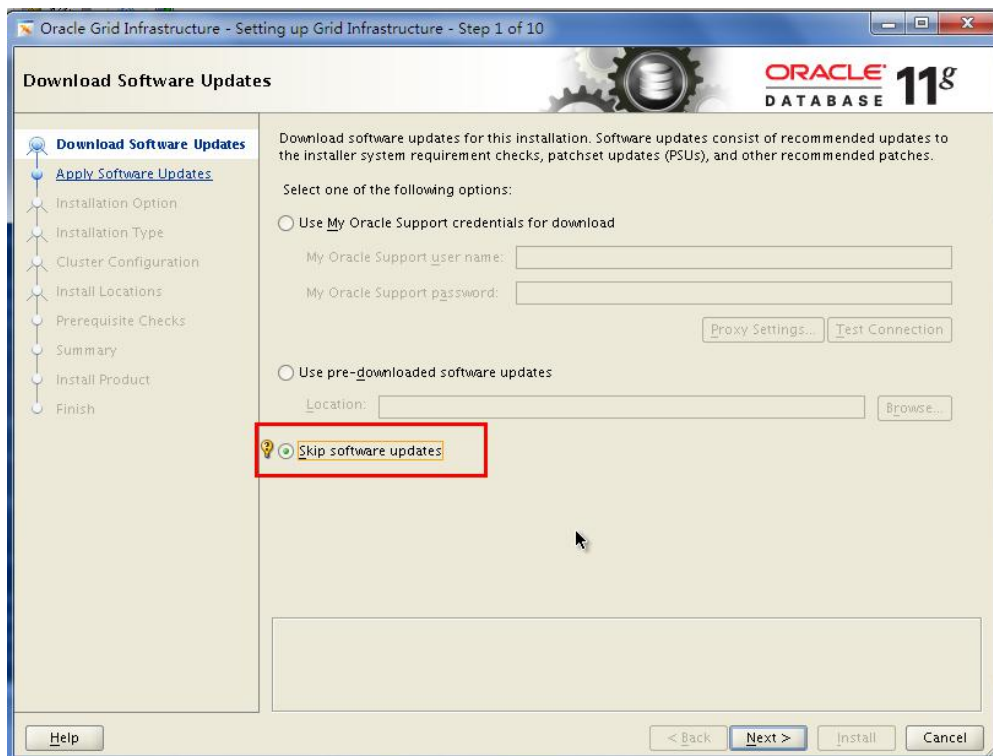 Oracle Grid Infrastructure - Setting up Grid Infrastructure - Step 1 of 10
Download Software Updates
ORACLE
DATABASE
11g
Download Software Updates
Apply Software Updates
Installation Option
Installation Type
Cluster Configuration
Install Locations
Prerequisite Checks
Summary
Install Product
Finish
Download software updates for this installation. Software updates consist of recommended updates to
the installer system requirement checks, patchset updates (PSUs), and other recommended patches.
Select one of the following options:
Use My Oracle Support credentials for download
My Oracle Support user name:
My Oracle Support password:
Proxy Settings... Test Connection
Use pre-downloaded software updates
Location: Browse...
Skip software updates
Help < Back Next > Install Cancel